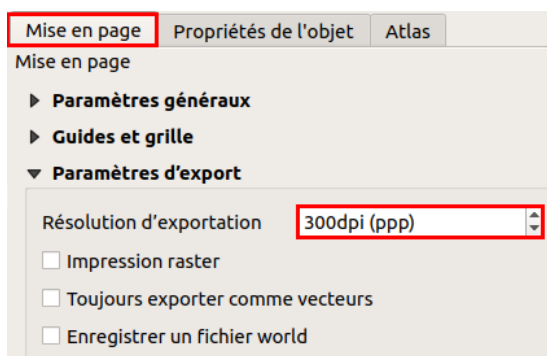 Mise en page Propriétés de l'objet Atlas
Mise en page
Paramètres généraux
Guides et grille
Paramètres d’export
Résolution d’exportation 300dpi (ppp)
Impression raster
Toujours exporter comme vecteurs
Enregistrer un fichier world